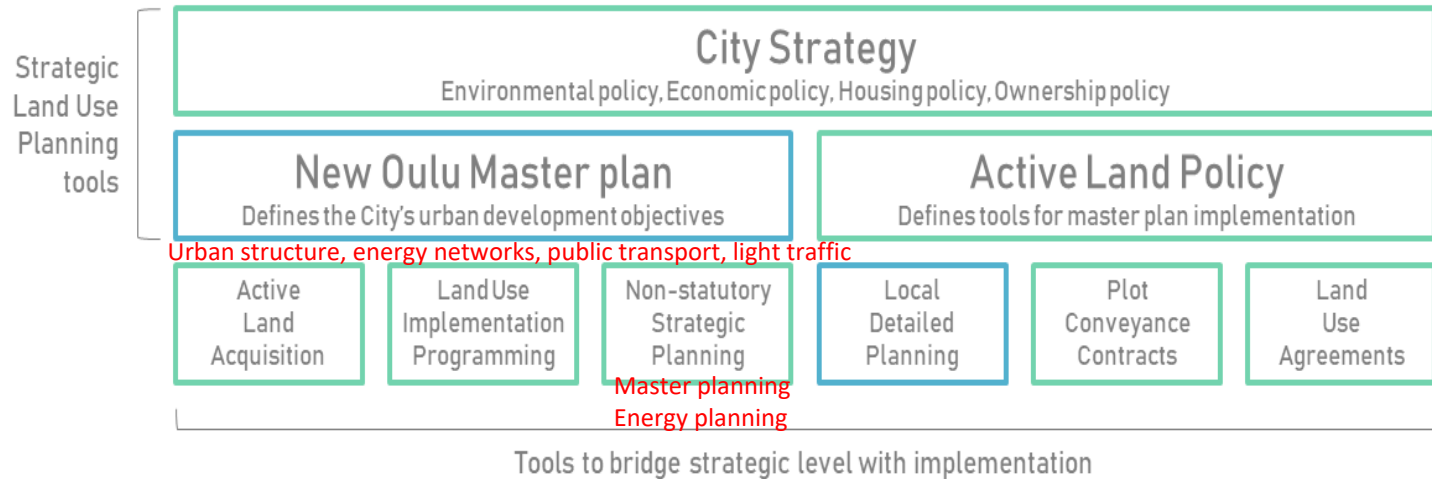 Strategic
Land Use
Planning
tools
City Strategy
Environmental policy, Economic policy, Housing policy, Ownership policy
New Oulu Master plan
Defines the City's urban development objectives
Active Land Policy
Defines tools for master plan implementation
Urban structure, energy networks, public transport, light traffic
Active
Land
Acquisition
Land Use
Implementation
Programming
Non-statutory
Strategic
Planning
Local
Detailed
Planning
Plot
Conveyance
Contracts
Land
Use
Agreements
Master planning
Energy planning
Tools to bridge strategic level with implementation